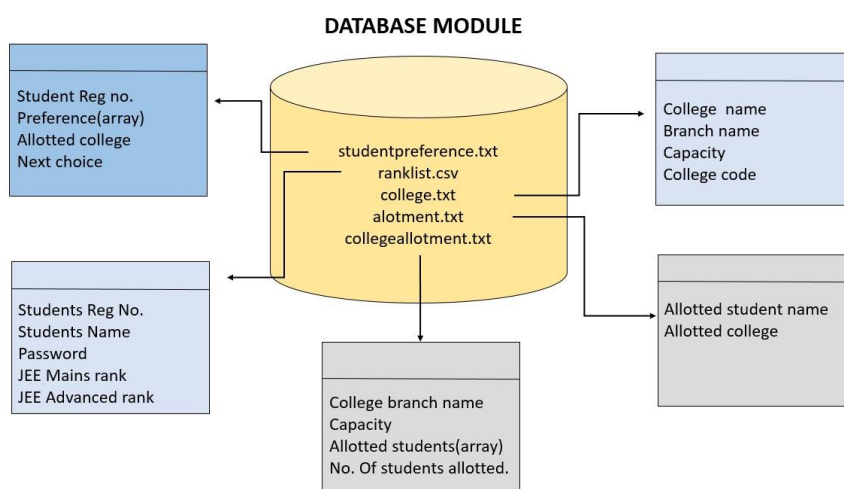 DATABASE MODULE
Student Reg no.
Preference(array)
Allotted college
Next choice
studentpreference.txt
ranklist.csv
college.txt
alotment.txt
collegeallotment.txt
College  name
Branch name
Capacity
College code
Students Reg No.
Students Name
Password
JEE Mains rank
JEE Advanced rank
College branch name
Capacity
Allotted students(array)
No. Of students allotted.
Allotted student name
Allotted college